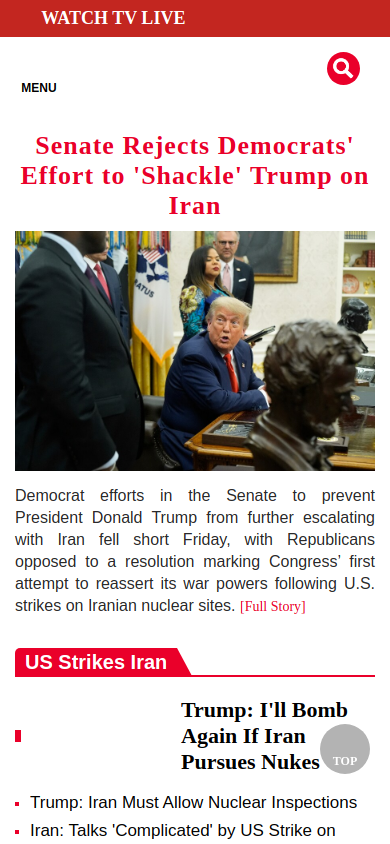 WATCH TV LIVE
MENU
Senate Rejects Democrats'
Effort to 'Shackle' Trump on
Iran
Democrat efforts in the Senate to prevent
President Donald Trump from further escalating
with Iran fell short Friday, with Republicans
opposed to a resolution marking Congress’ first
attempt to reassert its war powers following U.S.
strikes on Iranian nuclear sites. [Full Story]
US Strikes Iran
Trump: I'll Bomb
Again If Iran
Pursues Nukes
TOP
Trump: Iran Must Allow Nuclear Inspections
Iran: Talks 'Complicated' by US Strike on